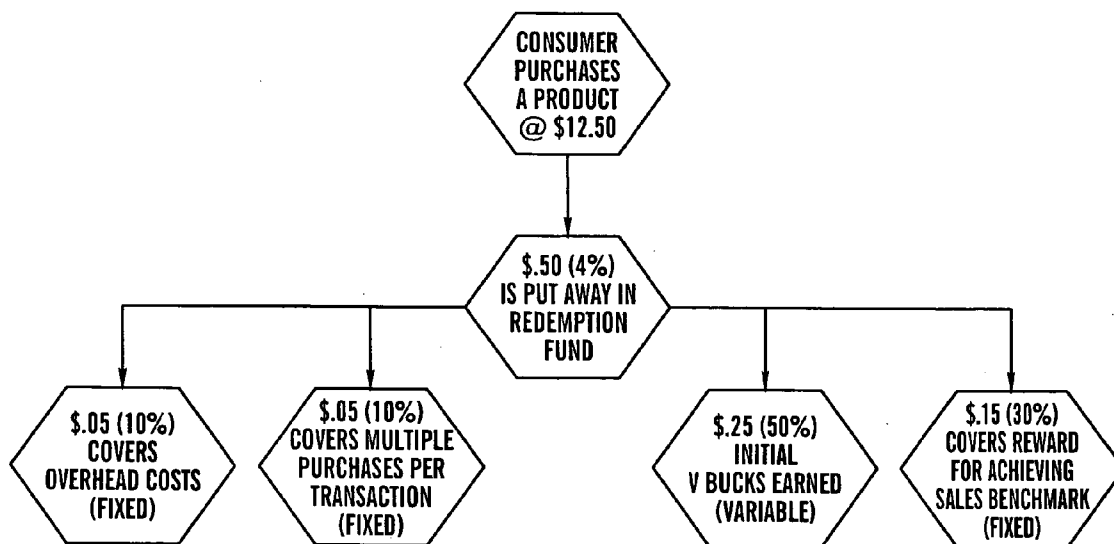 CONSUMER
PURCHASES
A PRODUCT
@ $12.50
$.50 (4%)
IS PUT AWAY IN
REDEMPTION
FUND
$.05 (10%)
COVERS
OVERHEAD COSTS
(FIXED)
$.05 (10%)
COVERS MULTIPLE
PURCHASES PER
TRANSACTION
(FIXED)
$.25 (50%)
INITIAL
V BUCKS EARNED
(VARIABLE)
$.15 (30%)
COVERS REWARD
FOR ACHIEVING
SALES BENCHMARK
(FIXED)